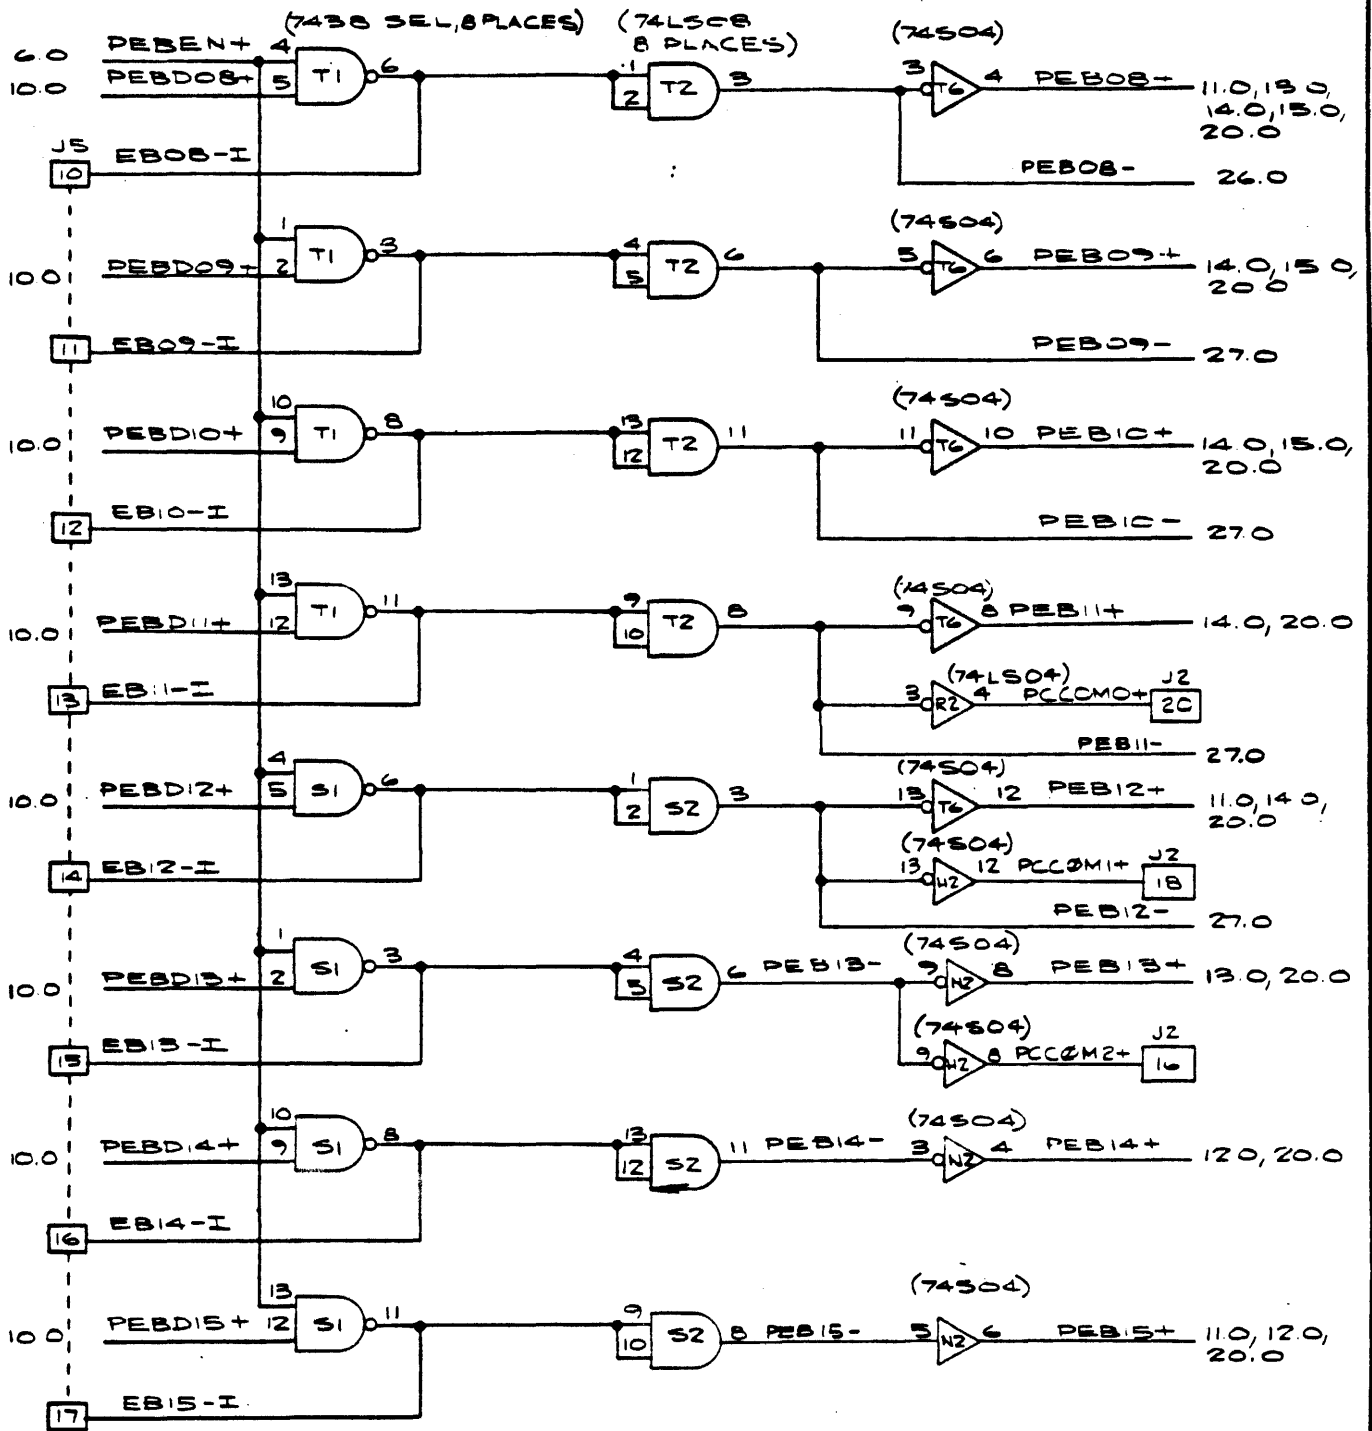 (7438 SEL, 8 PLACES) (74LS08 8 PLACES) (74S04)
6.0 PEBEN+ 4 T1 6 1 T2 3 3 T6 4 PEB08+ 11.0, 13.0,
10.0 PEBD08+ 5 2 14.0, 15.0,
20.0
J5
10 EB08-I PEB08- 26.0
(74S04)
1 T1 3 4 T2 6 5 T6 6 PEB09+ 14.0, 15.0,
10.0 PEBD09+ 2 5 20.0
11 EB09-I PEB09- 27.0
(74S04)
10 T1 8 13 T2 11 11 T6 10 PEB10+ 14.0, 15.0,
10.0 PEBD10+ 9 12 20.0
12 EB10-I PEB10- 27.0
(74S04)
13 T1 11 9 T2 8 9 T6 8 PEB11+ 14.0, 20.0
10.0 PEBD11+ 12 10
(74LS04) J2
13 EB11-I 3 R2 4 PCCOM0+ 20
PEB11- 27.0
(74S04)
4 S1 6 1 S2 3 13 T6 12 PEB12+ 11.0, 14.0,
10.0 PEBD12+ 5 2 20.0
(74S04) J2
14 EB12-I 13 W2 12 PCCØM1+ 18
PEB12- 27.0
(74S04)
1 S1 3 4 S2 6 PEB13- 9 N2 8 PEB13+ 13.0, 20.0
10.0 PEBD13+ 2 5
(74S04) J2
15 EB13-I 9 W2 8 PCCØM2+ 16
(74S04)
10 S1 8 13 S2 11 PEB14- 3 N2 4 PEB14+ 12.0, 20.0
10.0 PEBD14+ 9 12
16 EB14-I
(74S04)
13 S1 11 9 S2 8 PEB15- 5 N2 6 PEB15+ 11.0, 12.0,
10.0 PEBD15+ 12 10 20.0
17 EB15-I